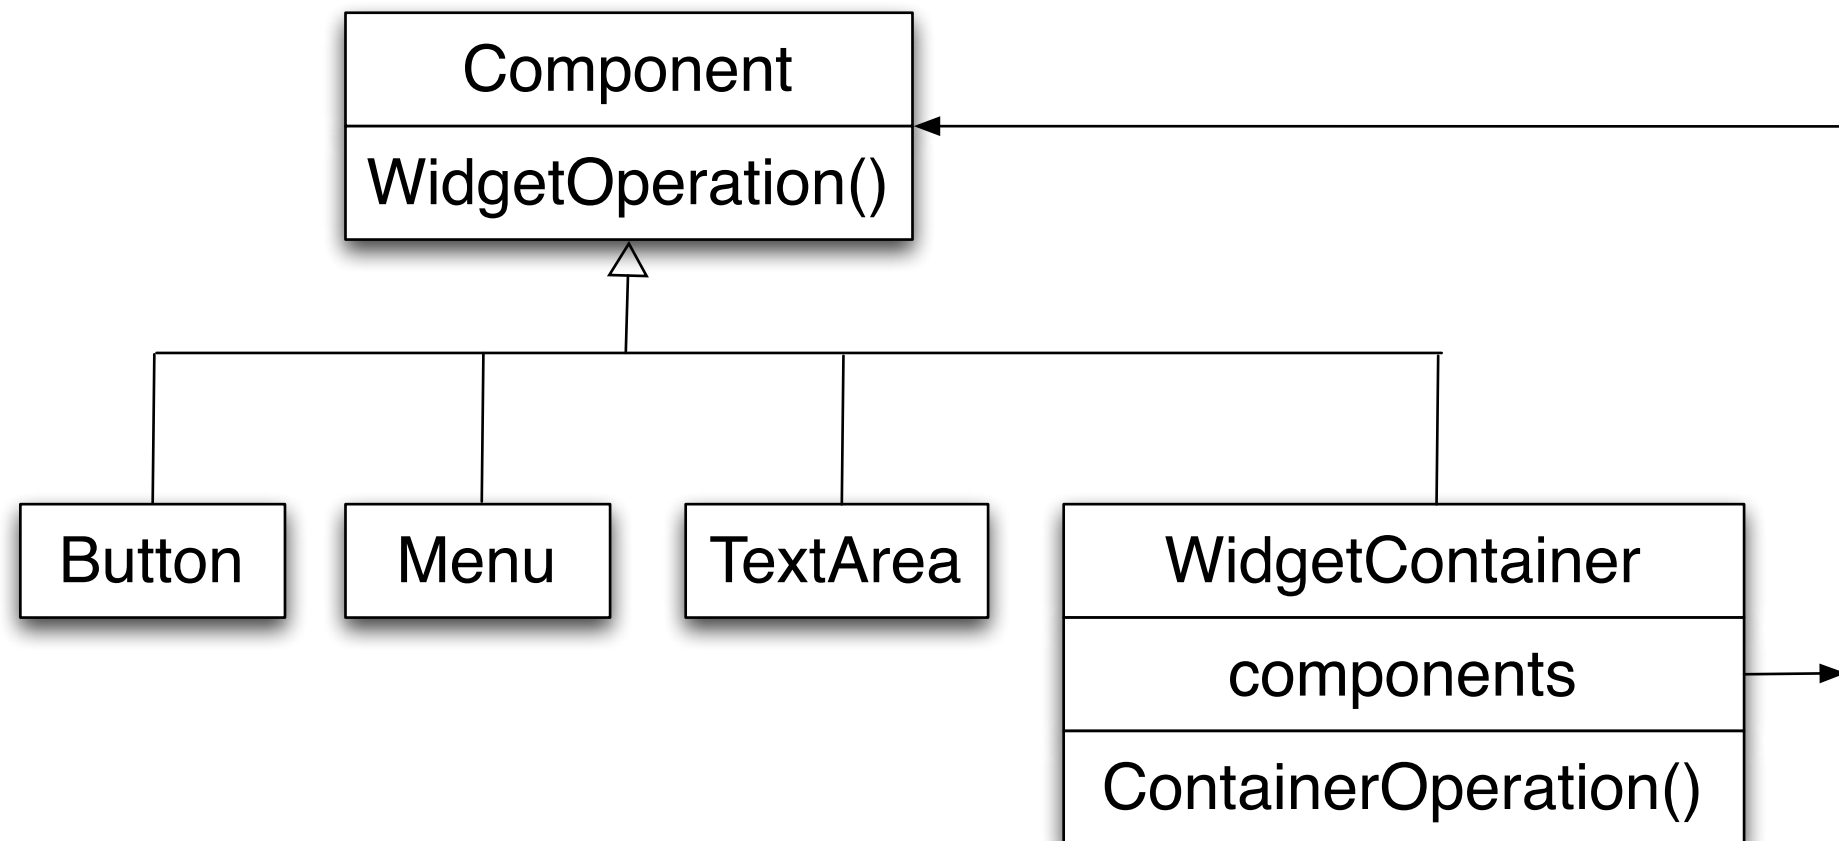 Component
WidgetOperation()
Button
Menu
TextArea
WidgetContainer
components
ContainerOperation()